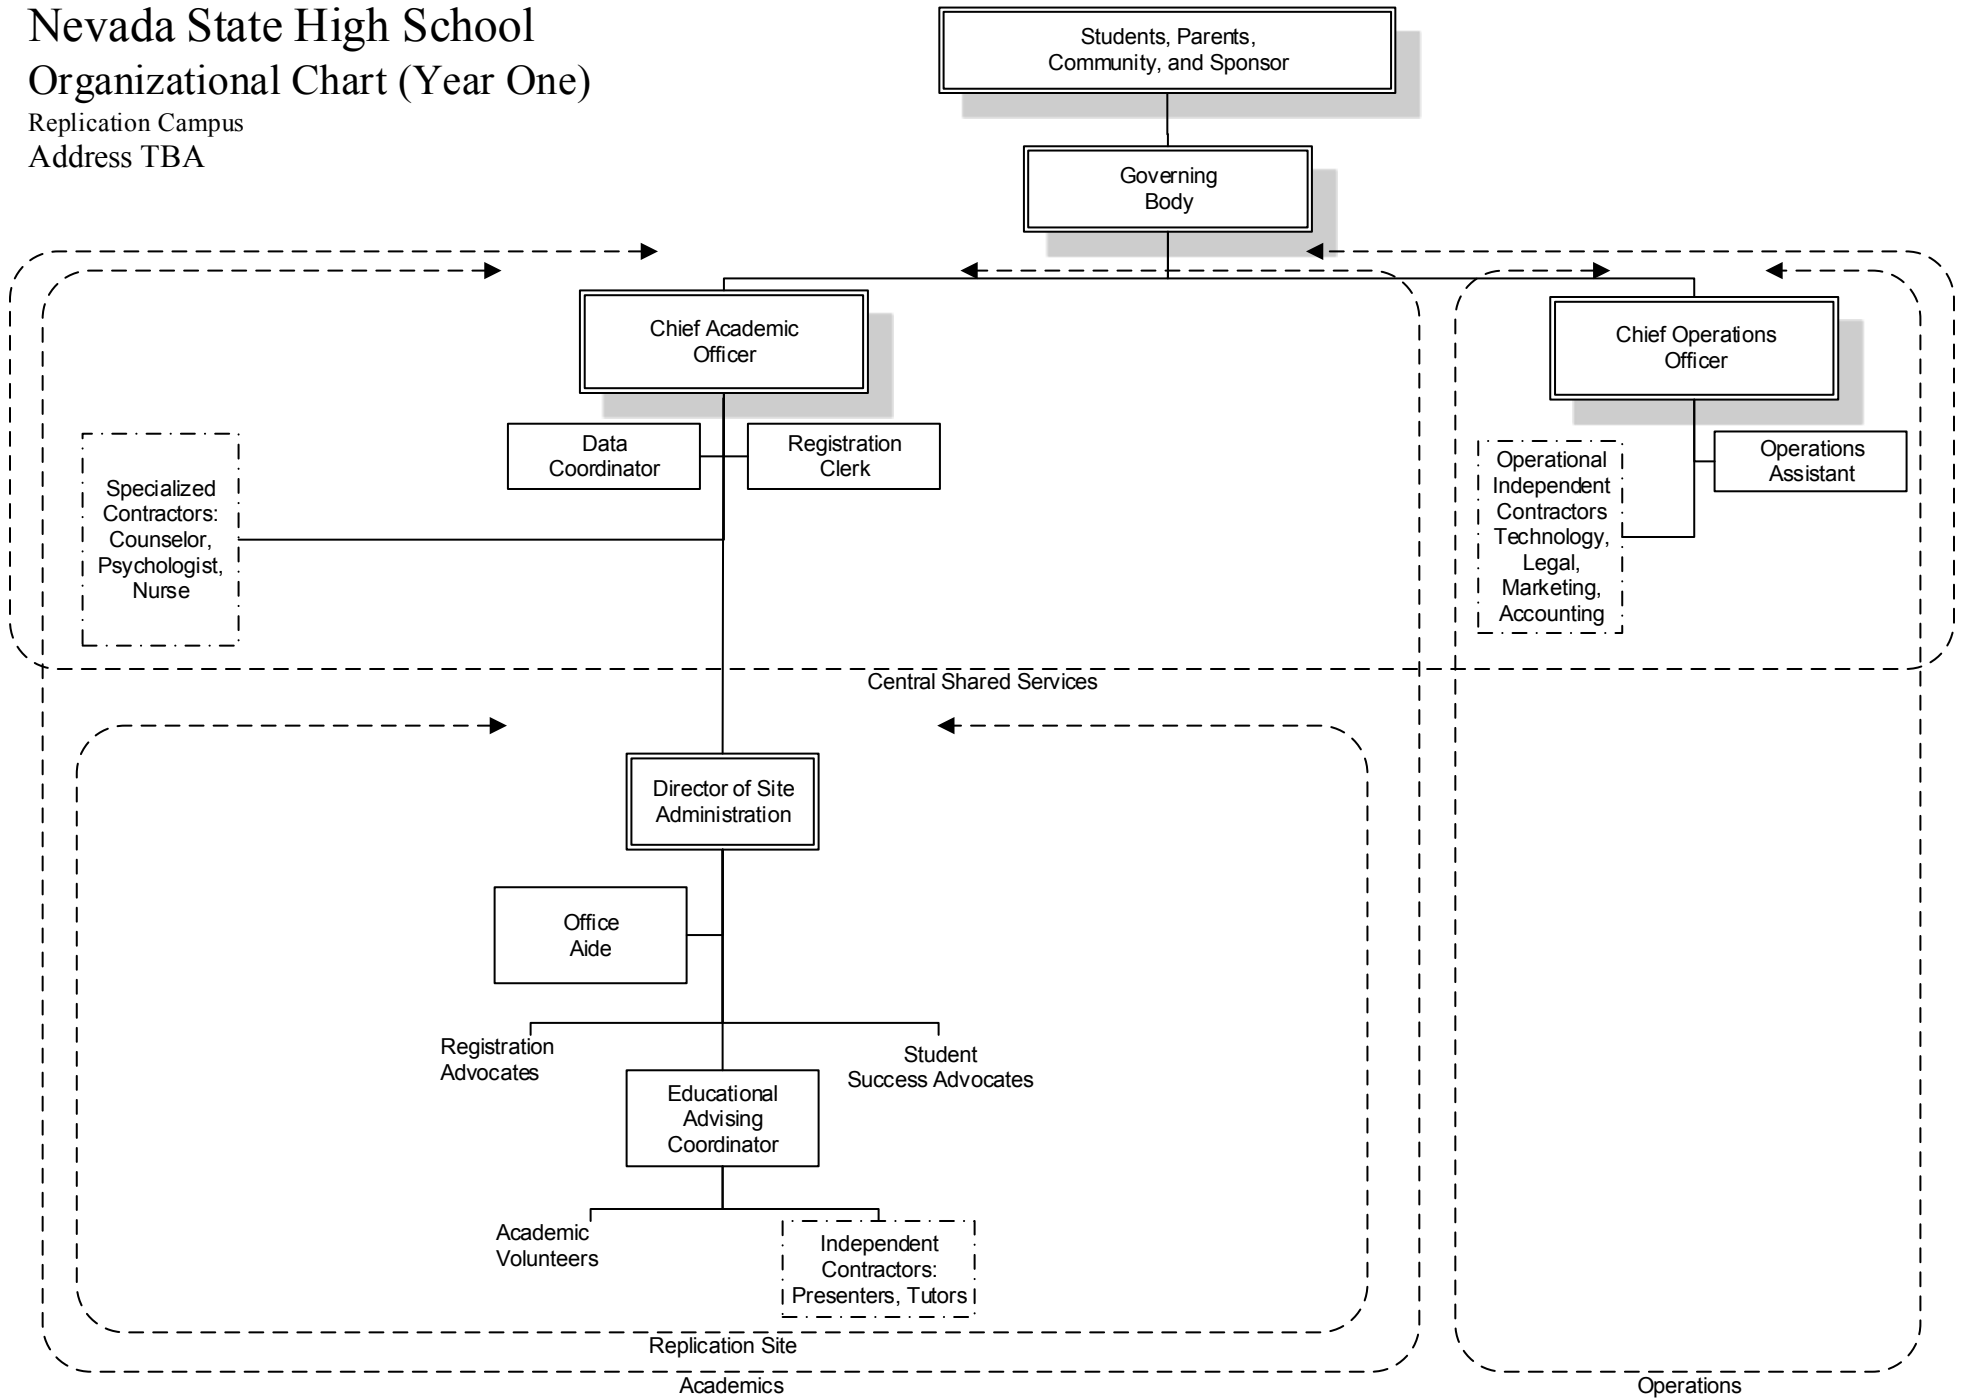 Nevada State High School
Organizational Chart (Year One)
Replication Campus
Address TBA
Students, Parents,
Community, and Sponsor
Governing
Body
Chief Academic
Officer
Chief Operations
Officer
Data
Coordinator
Registration
Clerk
Specialized
Contractors:
Counselor,
Psychologist,
Nurse
Operational
Independent
Contractors
Technology,
Legal,
Marketing,
Accounting
Operations
Assistant
Central Shared Services
Director of Site
Administration
Office
Aide
Registration
Advocates
Student
Success Advocates
Educational
Advising
Coordinator
Academic
Volunteers
Independent
Contractors:
Presenters, Tutors
Replication Site
Academics
Operations